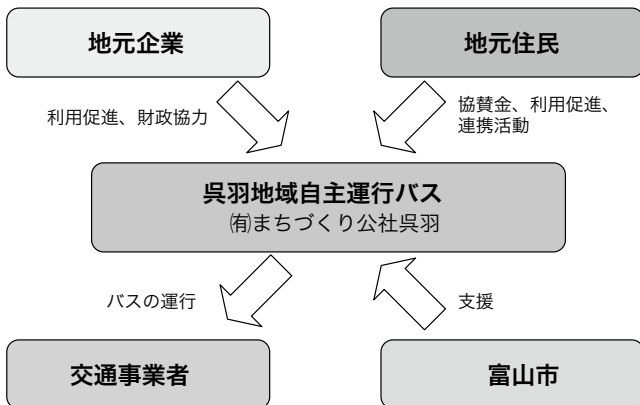 地元企業
地元住民
利用促進、財政協力
協賛金、利用促進、
連携活動
呉羽地域自主運行バス
㈲まちづくり公社呉羽
バスの運行
支援
交通事業者
富山市